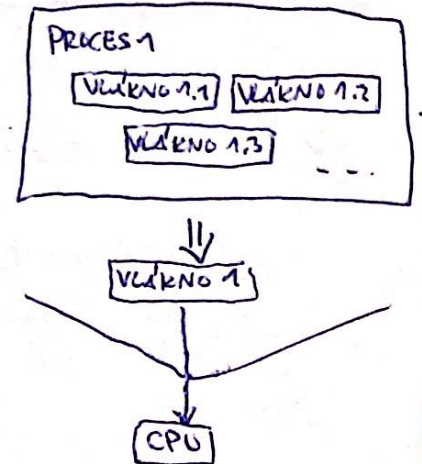 PROCES 1
VLÁKNO 1.1 VLÁKNO 1.2
VLÁKNO 1.3
- - .
VLÁKNO 1
CPU